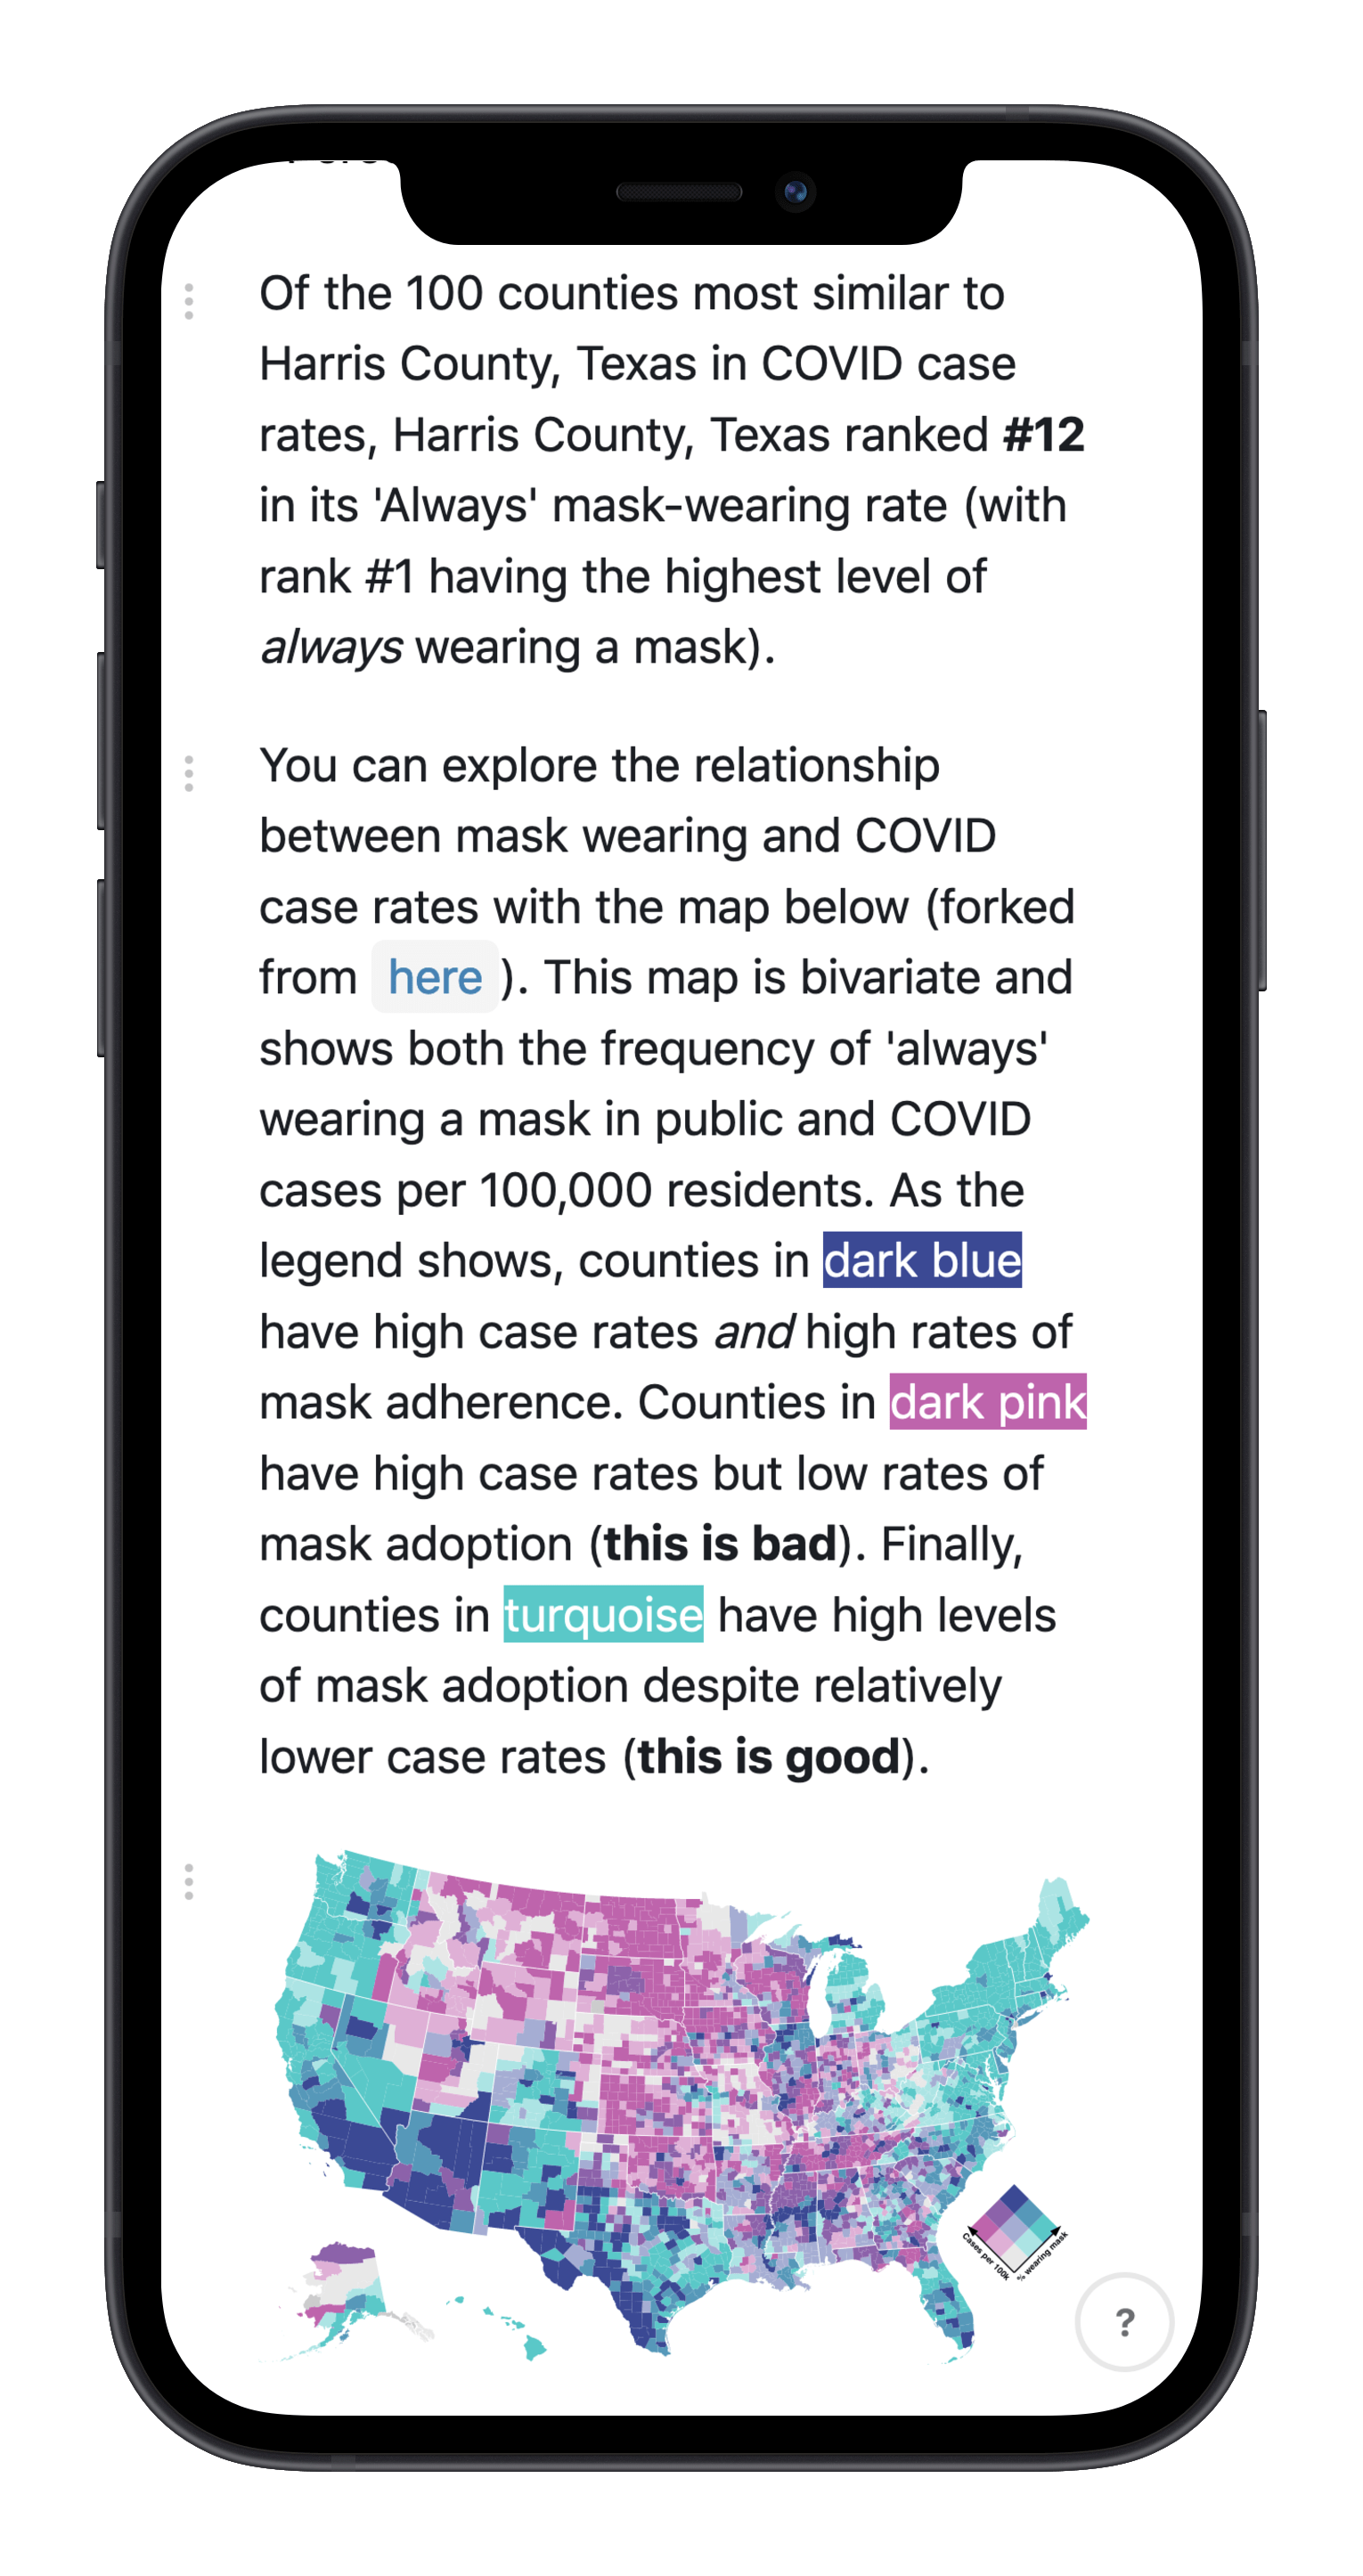 Of the 100 counties most similar to
Harris County, Texas in COVID case
rates, Harris County, Texas ranked #12
in its 'Always' mask-wearing rate (with
rank #1 having the highest level of
always wearing a mask).
You can explore the relationship
between mask wearing and COVID
case rates with the map below (forked
from here ). This map is bivariate and
shows both the frequency of 'always'
wearing a mask in public and COVID
cases per 100,000 residents. As the
legend shows, counties in dark blue
have high case rates and high rates of
mask adherence. Counties in dark pink
have high case rates but low rates of
mask adoption (this is bad). Finally,
counties in turquoise have high levels
of mask adoption despite relatively
lower case rates (this is good).
Cases per 100k
% wearing mask
?